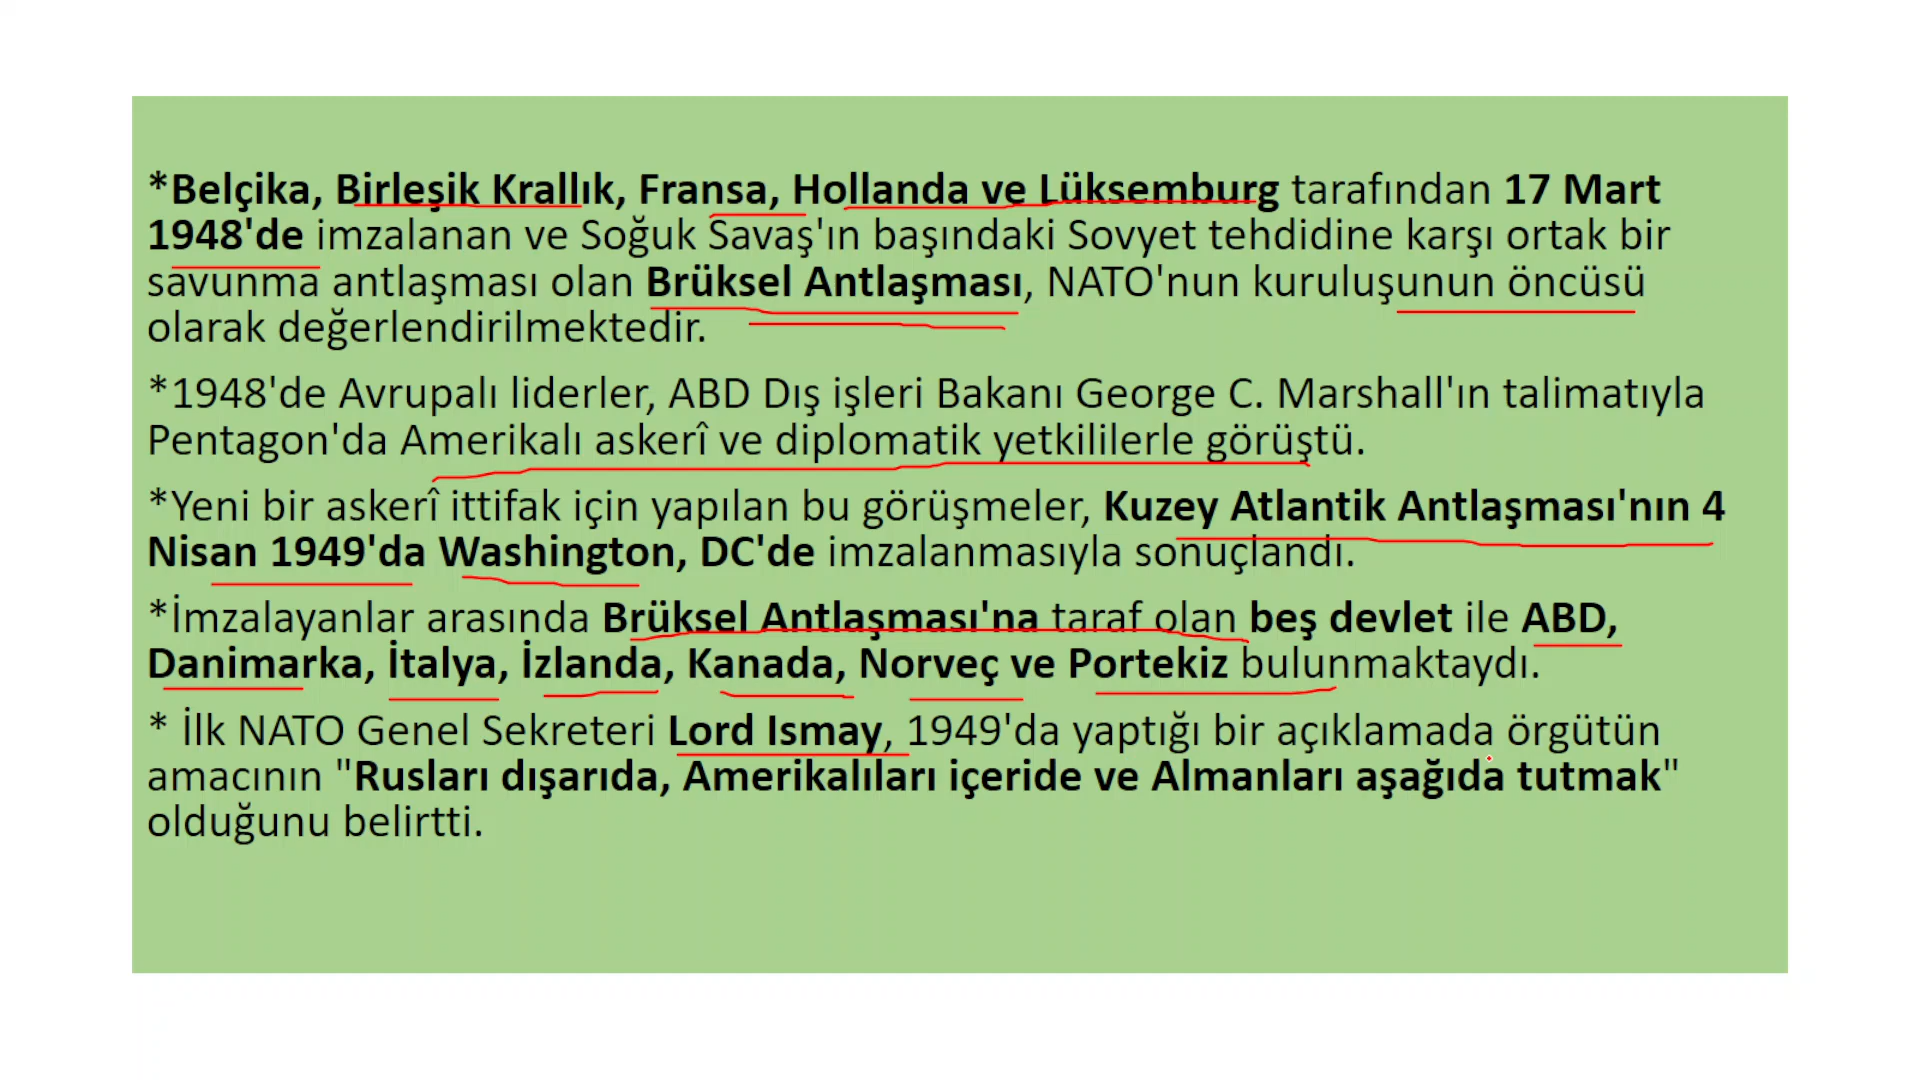 *Belçika, Birleşik Krallık, Fransa, Hollanda ve Lüksemburg tarafından 17 Mart
1948'de imzalanan ve Soğuk Savaş'ın başındaki Sovyet tehdidine karşı ortak bir
savunma antlaşması olan Brüksel Antlaşması, NATO'nun kuruluşunun öncüsü
olarak değerlendirilmektedir.
*1948'de Avrupalı liderler, ABD Dış işleri Bakanı George C. Marshall'ın talimatıyla
Pentagon'da Amerikalı askerî ve diplomatik yetkililerle görüştü.
*Yeni bir askerî ittifak için yapılan bu görüşmeler, Kuzey Atlantik Antlaşması'nın 4
Nisan 1949'da Washington, DC'de imzalanmasıyla sonuçlandı.
*İmzalayanlar arasında Brüksel Antlaşması'na taraf olan beş devlet ile ABD,
Danimarka, İtalya, İzlanda, Kanada, Norveç ve Portekiz bulunmaktaydı.
* İlk NATO Genel Sekreteri Lord Ismay, 1949'da yaptığı bir açıklamada örgütün
amacının "Rusları dışarıda, Amerikalıları içeride ve Almanları aşağıda tutmak"
olduğunu belirtti.